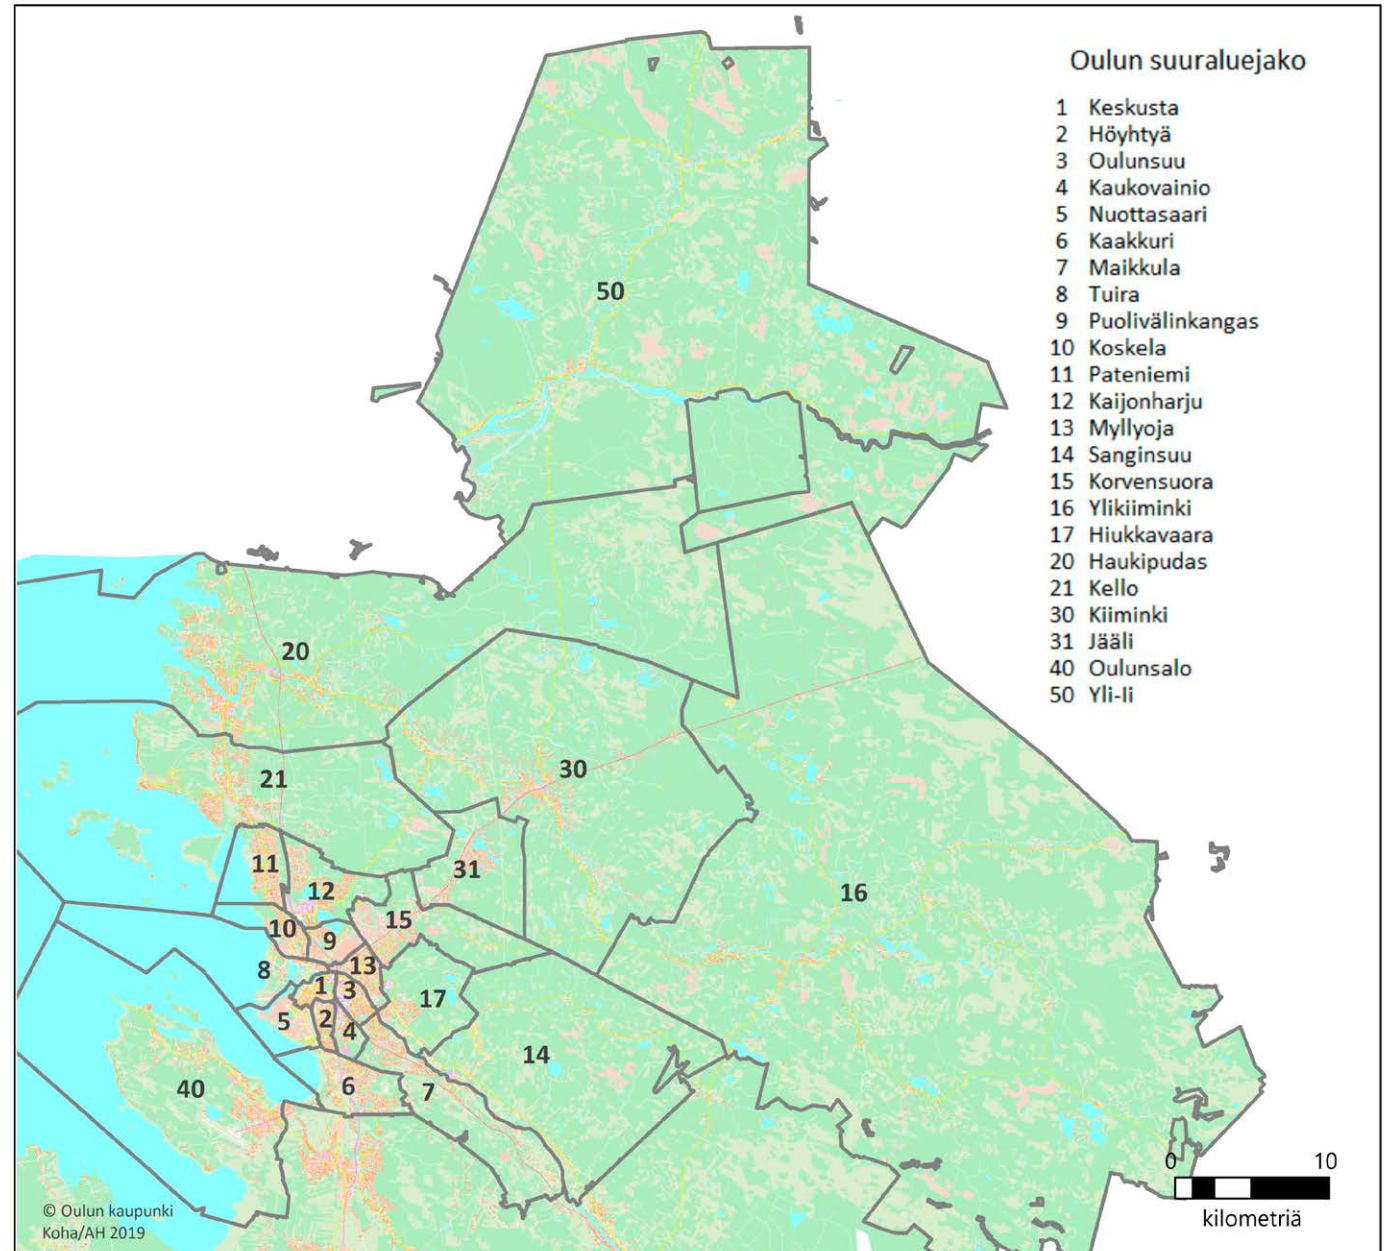 Oulun suuraluejako
1 Keskusta
2 Höyhtyä
3 Oulunsuu
4 Kaukovainio
5 Nuottasaari
6 Kaakkuri
7 Maikkula
8 Tuira
9 Puolivälinkangas
10 Koskela
11 Pateniemi
12 Kaijonharju
13 Myllyoja
14 Sanginsuu
15 Korvensuora
16 Ylikiiminki
17 Hiukkavaara
20 Haukipudas
21 Kello
30 Kiiminki
31 Jääli
40 Oulunsalo
50 Yli-Ii
50
20
21
30
31
11
12
16
15
10
9
13
8
1
3
17
2
5
4
14
6
7
40
0 10
kilometriä
© Oulun kaupunki
Koha/AH 2019